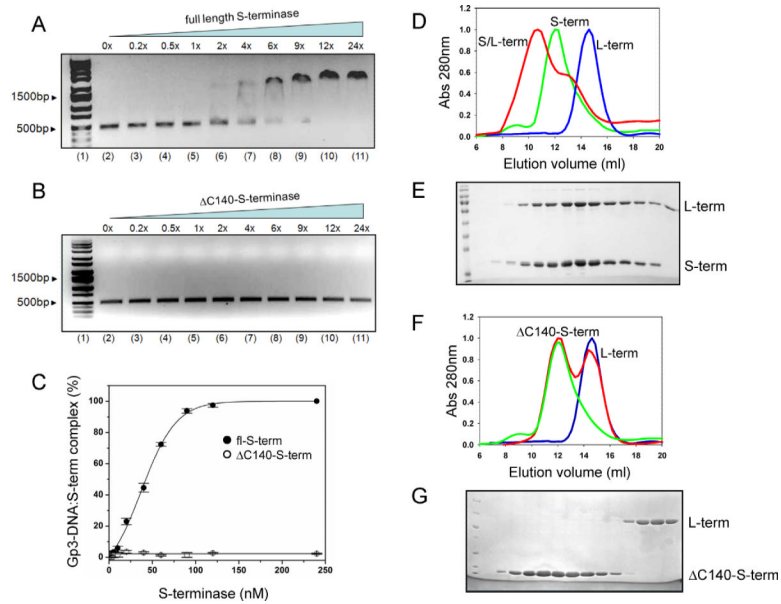 A
full length S-terminase
0x 0.2x 0.5x 1x 2x 4x 6x 9x 12x 24x
1500bp
500bp
(1) (2) (3) (4) (5) (6) (7) (8) (9) (10) (11)
B
ΔC140-S-terminase
0x 0.2x 0.5x 1x 2x 4x 6x 9x 12x 24x
1500bp
500bp
(1) (2) (3) (4) (5) (6) (7) (8) (9) (10) (11)
C
Gp3-DNA:S-term complex (%)
100
80
60
40
20
0
fl-S-term
ΔC140-S-term
0 50 100 150 200 250
S-terminase (nM)
D
Abs 280nm
1.2
1.0
0.8
0.6
0.4
0.2
0.0
S/L-term
S-term
L-term
6 8 10 12 14 16 18 20
Elution volume (ml)
E
L-term
S-term
F
Abs 280nm
1.2
1.0
0.8
0.6
0.4
0.2
0.0
ΔC140-S-term
L-term
6 8 10 12 14 16 18 20
Elution volume (ml)
G
L-term
ΔC140-S-term